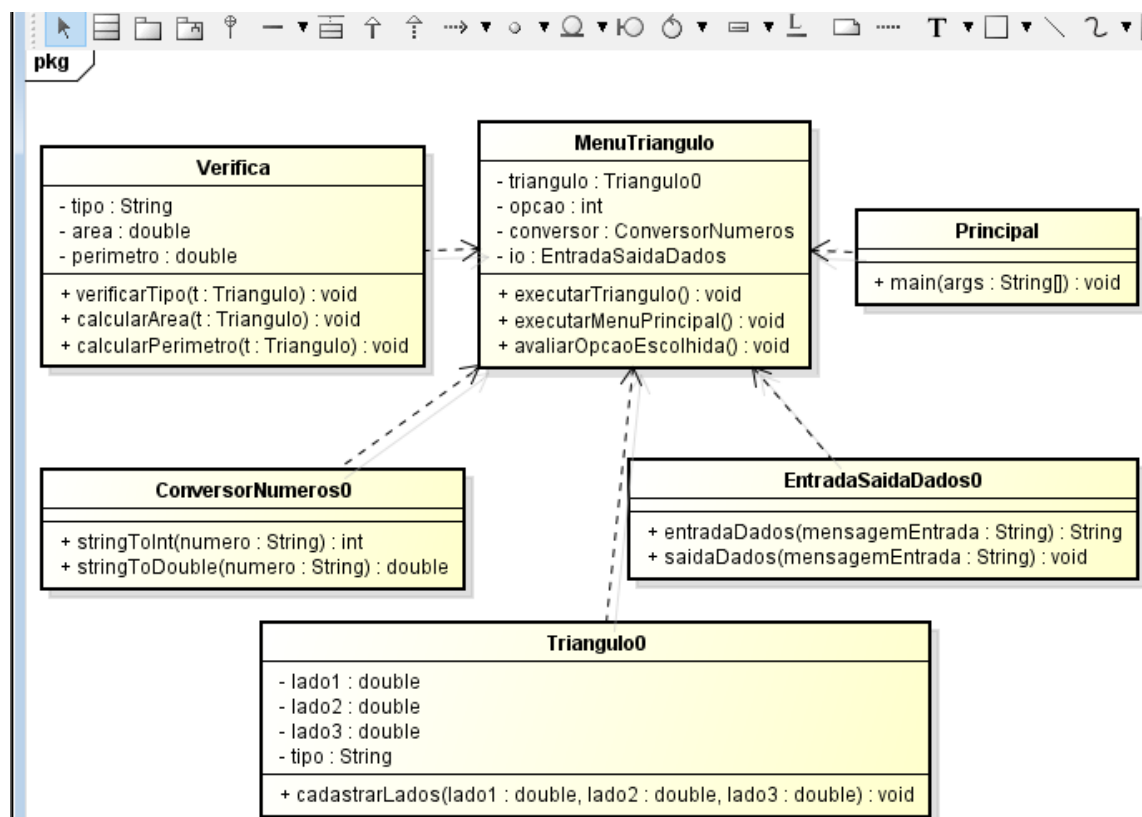 T
pkg
Verifica
- tipo : String
- area : double
- perimetro : double
+ verificarTipo(t : Triangulo) : void
+ calcularArea(t : Triangulo) : void
+ calcularPerimetro(t : Triangulo) : void
MenuTriangulo
- triangulo : Triangulo0
- opcao : int
- conversor : ConversorNumeros
- io : EntradaSaidaDados
+ executarTriangulo() : void
+ executarMenuPrincipal() : void
+ avaliarOpcaoEscolhida() : void
Principal
+ main(args : String[]) : void
ConversorNumeros0
+ stringToInt(numero : String) : int
+ stringToDouble(numero : String) : double
EntradaSaidaDados0
+ entradaDados(mensagemEntrada : String) : String
+ saidaDados(mensagemEntrada : String) : void
Triangulo0
- lado1 : double
- lado2 : double
- lado3 : double
- tipo : String
+ cadastrarLados(lado1 : double, lado2 : double, lado3 : double) : void